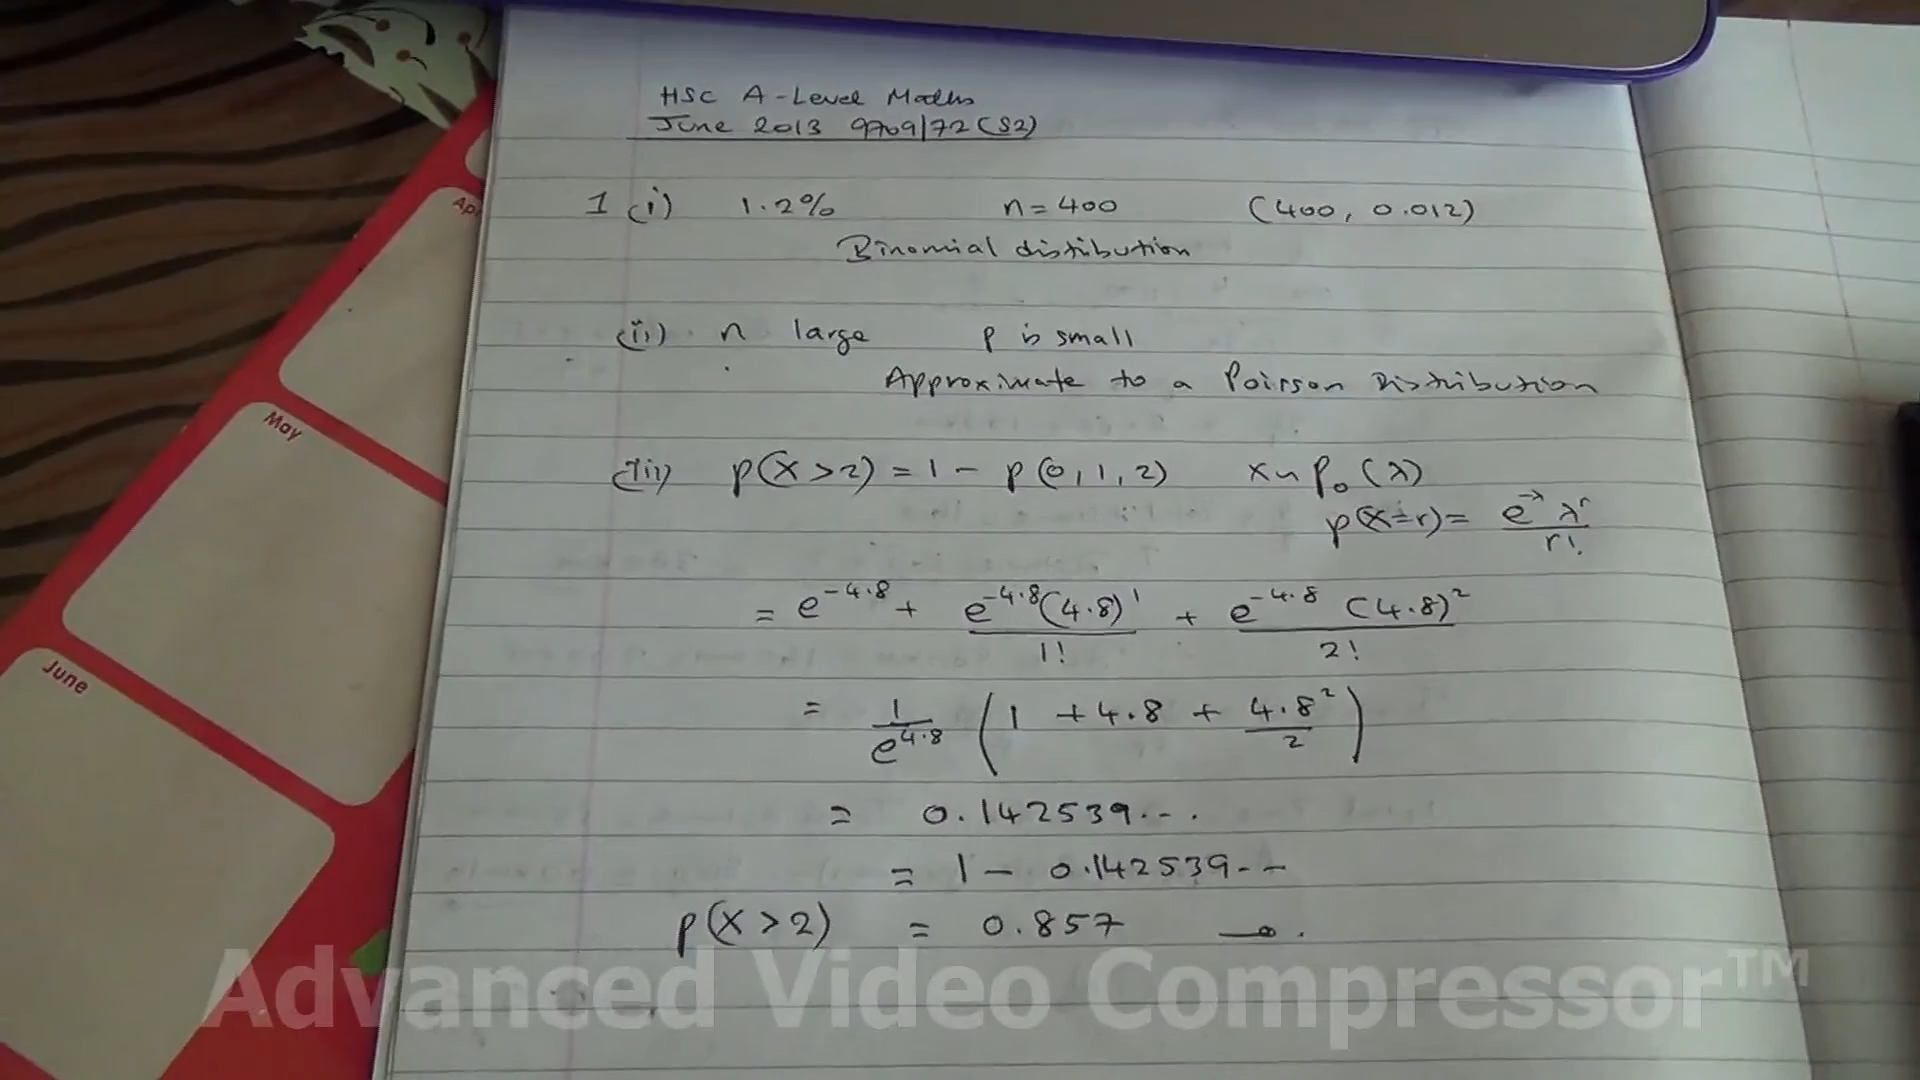 HSC A-Level Maths
June 2013 9709/72 (S2)
1 (i) 1.2% n = 400 (400, 0.012)
Binomial distribution
(ii) n large p is small
Approximate to a Poisson Distribution
(iii) p(X > 2) = 1 - p(0, 1, 2) X ~ Po(λ)
p(X = r) = e^-λ λ^r / r!
= e^-4.8 + e^-4.8 (4.8)^1 / 1! + e^-4.8 (4.8)^2 / 2!
= 1 / e^4.8 (1 + 4.8 + 4.8^2 / 2)
= 0.142539...
= 1 - 0.142539--
p(X > 2) = 0.857
Advanced Video Compressor™
Ap
May
June